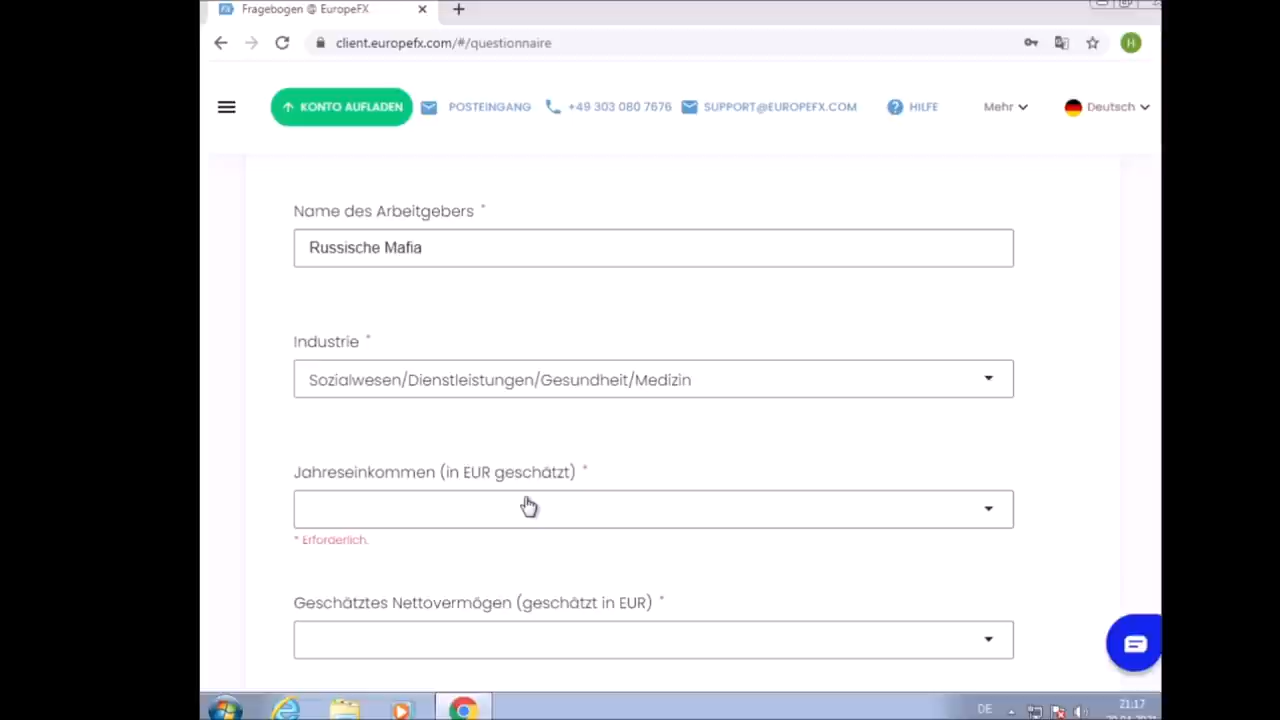 Fragebogen @ EuropeFX
client.europefx.com/#/questionnaire
H
KONTO AUFLADEN POSTEINGANG +49 303 080 7676 SUPPORT@EUROPEFX.COM HILFE Mehr Deutsch
Name des Arbeitgebers *
Russische Mafia
Industrie *
Sozialwesen/Dienstleistungen/Gesundheit/Medizin
Jahreseinkommen (in EUR geschätzt) *
* Erforderlich.
Geschätztes Nettovermögen (geschätzt in EUR) *
DE 21:17